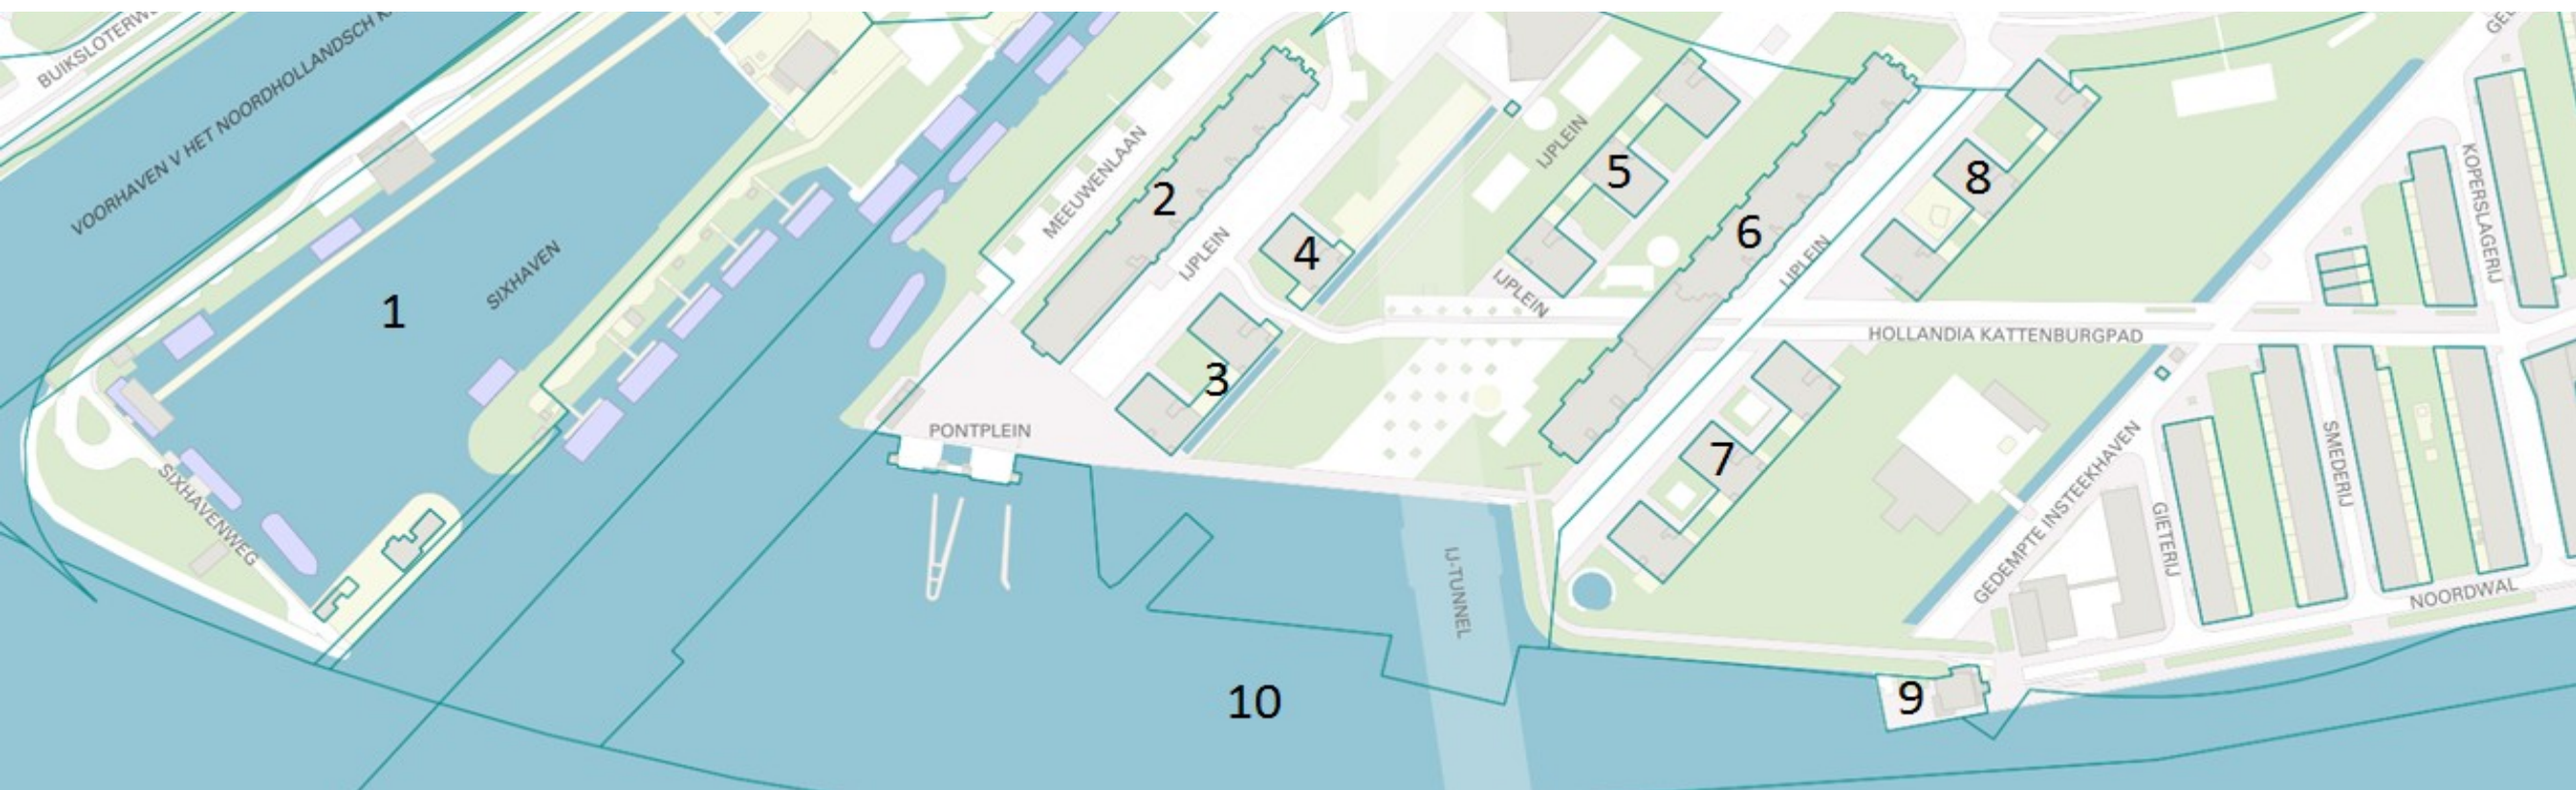 BUIKSLOTERW
VOORHAVEN V HET NOORDHOLLANDSCH K
SIXHAVEN
1
SIXHAVENWEG
MEEUWENLAAN
2
IJPLEIN
4
3
PONTPLEIN
IJPLEIN
5
IJPLEIN
6
IJPLEIN
8
HOLLANDIA KATTENBURGPAD
7
IJ-TUNNEL
10
9
GEDEMPTE INSTEEKHAVEN
GIETERIJ
SMEDERIJ
KOPERSLAGERIJ
NOORDWAL
GED